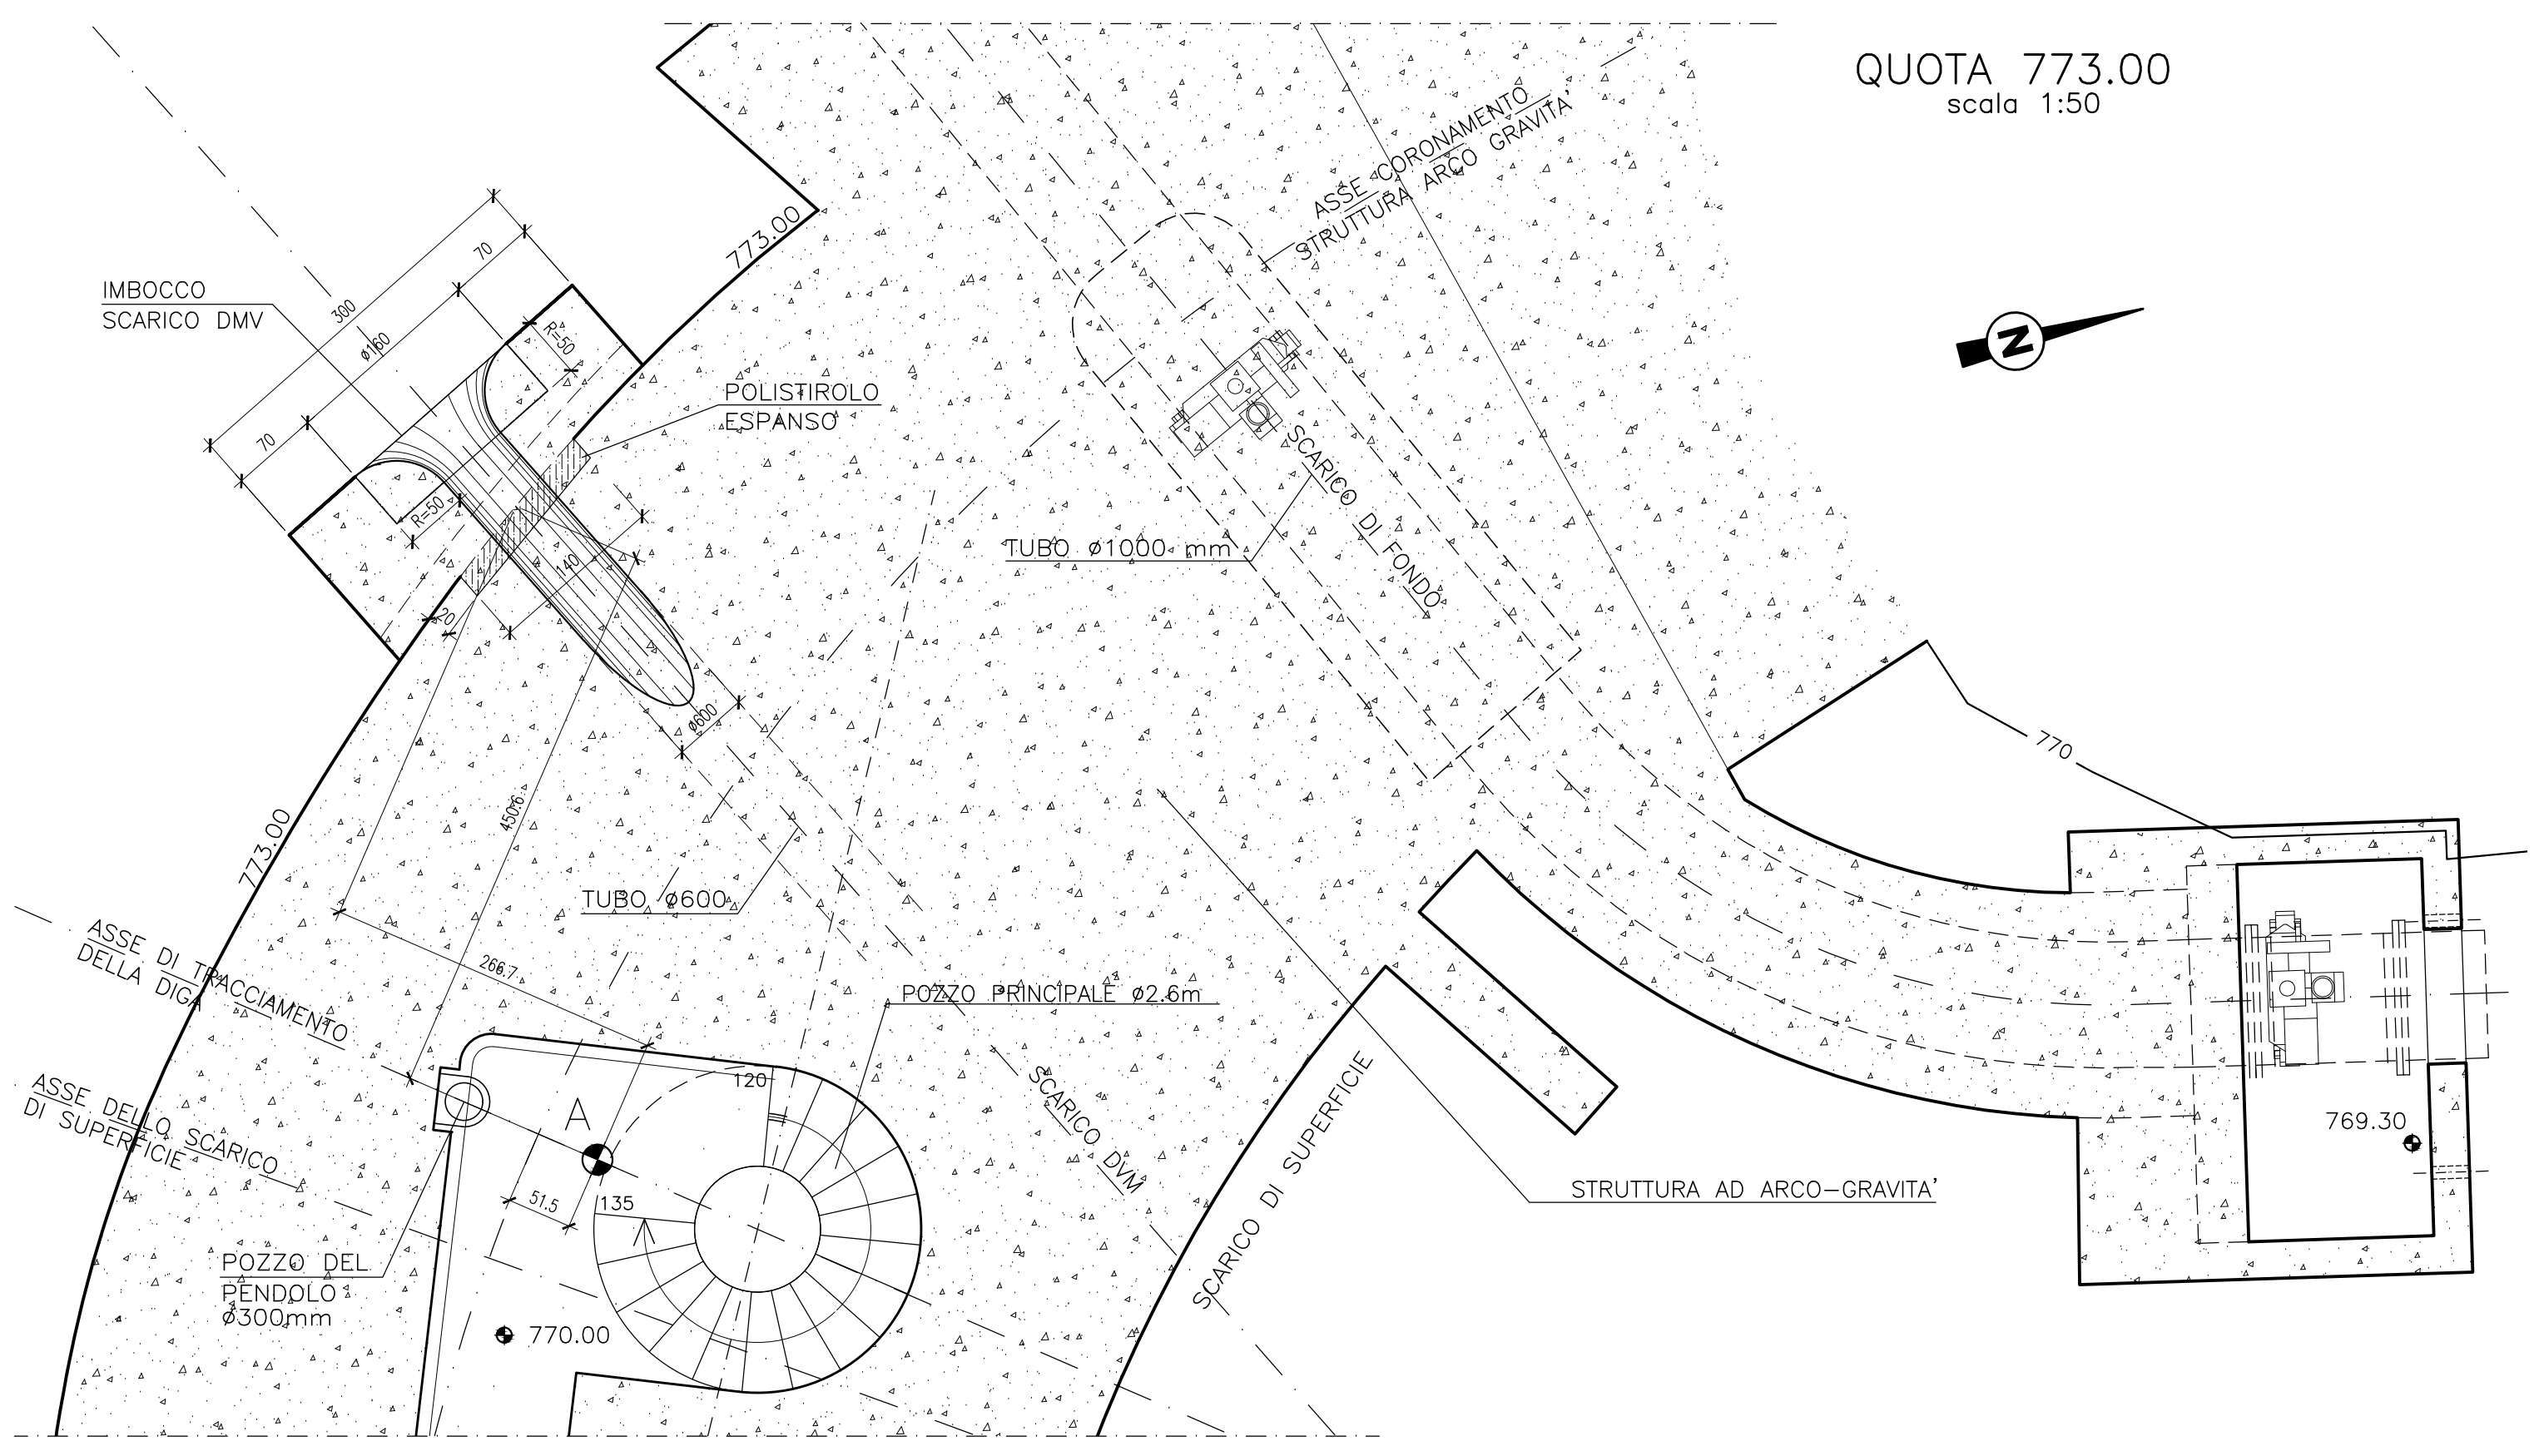 QUOTA 773.00
scala 1:50
ASSE CORONAMENTO
STRUTTURA ARCO GRAVITA'
773.00
70
300
ø160
70
R=50
IMBOCCO
SCARICO DMV
POLISTIROLO
ESPANSO
N
R=50
140
20
SCARICO DI FONDO
TUBO ø1000 mm
ø600
770
450.6
773.00
TUBO ø600
ASSE DI TRACCIAMENTO
DELLA DIGA
266.7
POZZO PRINCIPALE ø2.6m
120
ASSE DELLO SCARICO
DI SUPERFICIE
A
SCARICO DVM
SCARICO DI SUPERFICIE
769.30
51.5
135
STRUTTURA AD ARCO-GRAVITA'
POZZO DEL
PENDOLO
ø300mm
770.00